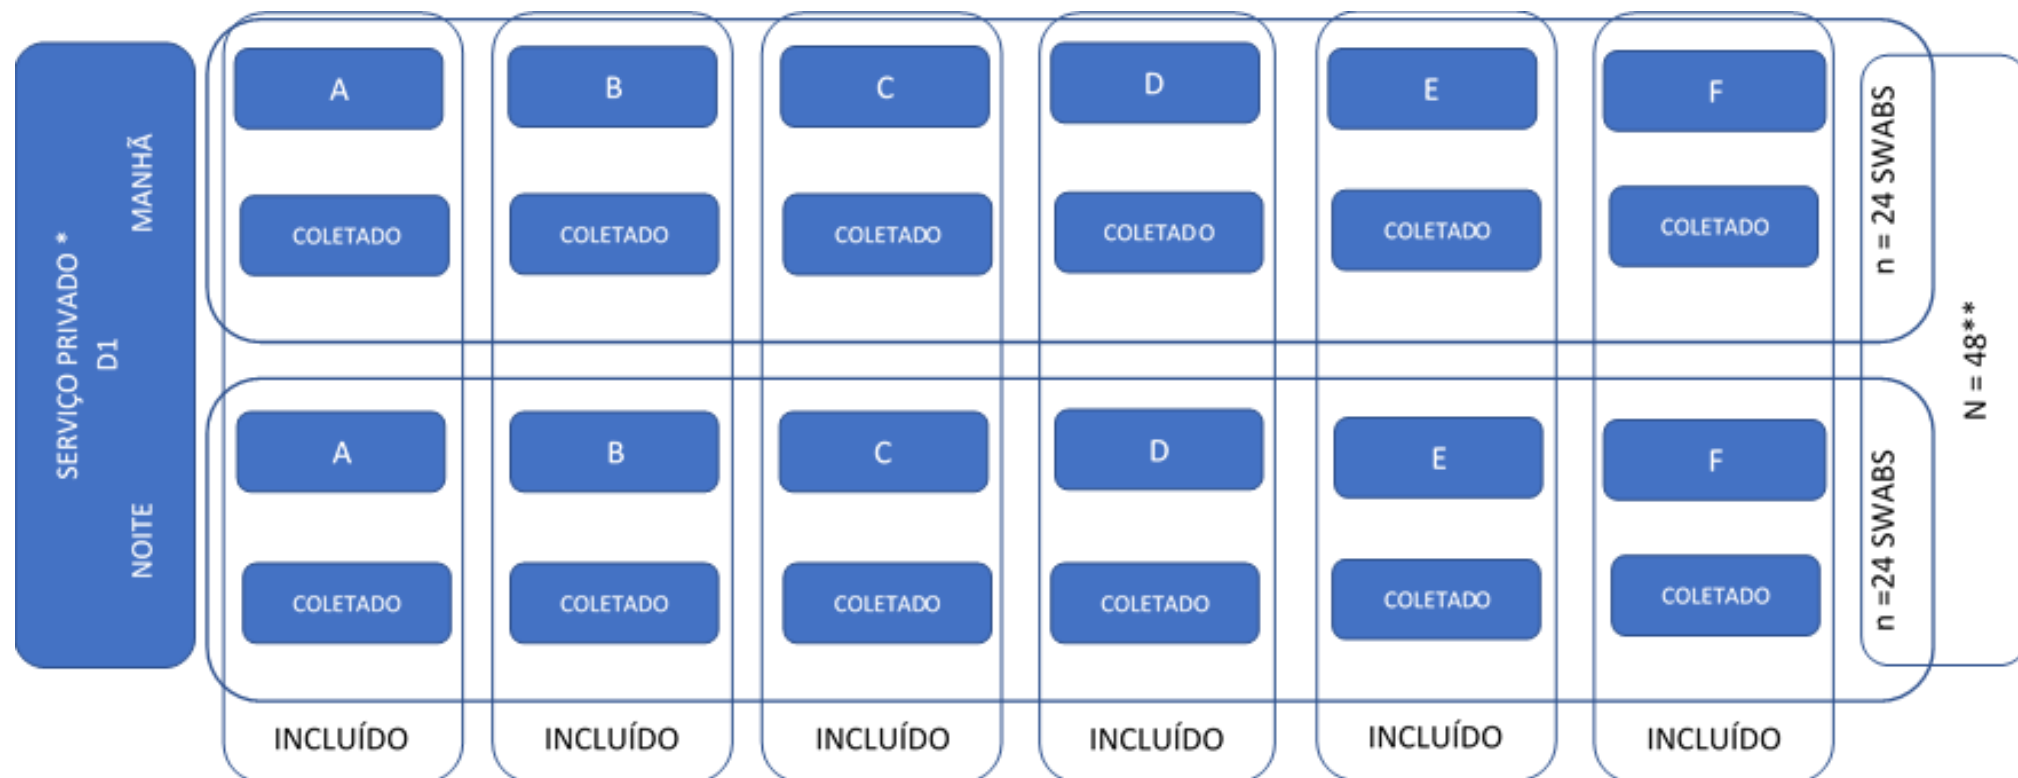 SERVIÇO PRIVADO *
D1
MANHÃ
NOITE
A
B
C
D
E
F
COLETADO
COLETADO
COLETADO
COLETADO
COLETADO
COLETADO
n = 24 SWABS
A
B
C
D
E
F
COLETADO
COLETADO
COLETADO
COLETADO
COLETADO
COLETADO
n =24 SWABS
N = 48**
INCLUÍDO
INCLUÍDO
INCLUÍDO
INCLUÍDO
INCLUÍDO
INCLUÍDO